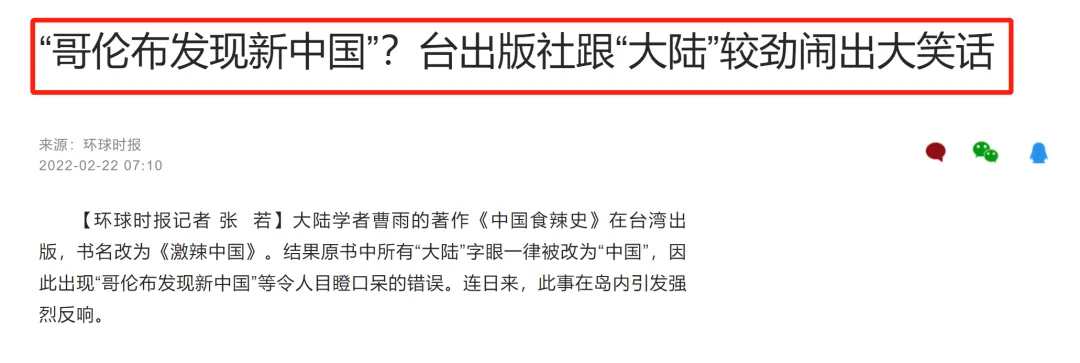 “哥伦布发现新中国”？台出版社跟“大陆”较劲闹出大笑话
来源：环球时报
2022-02-22 07:10
【环球时报记者 张 若】大陆学者曹雨的著作《中国食辣史》在台湾出
版，书名改为《激辣中国》。结果原书中所有“大陆”字眼一律被改为“中国”，因
此出现“哥伦布发现新中国”等令人目瞪口呆的错误。连日来，此事在岛内引发强
烈反响。